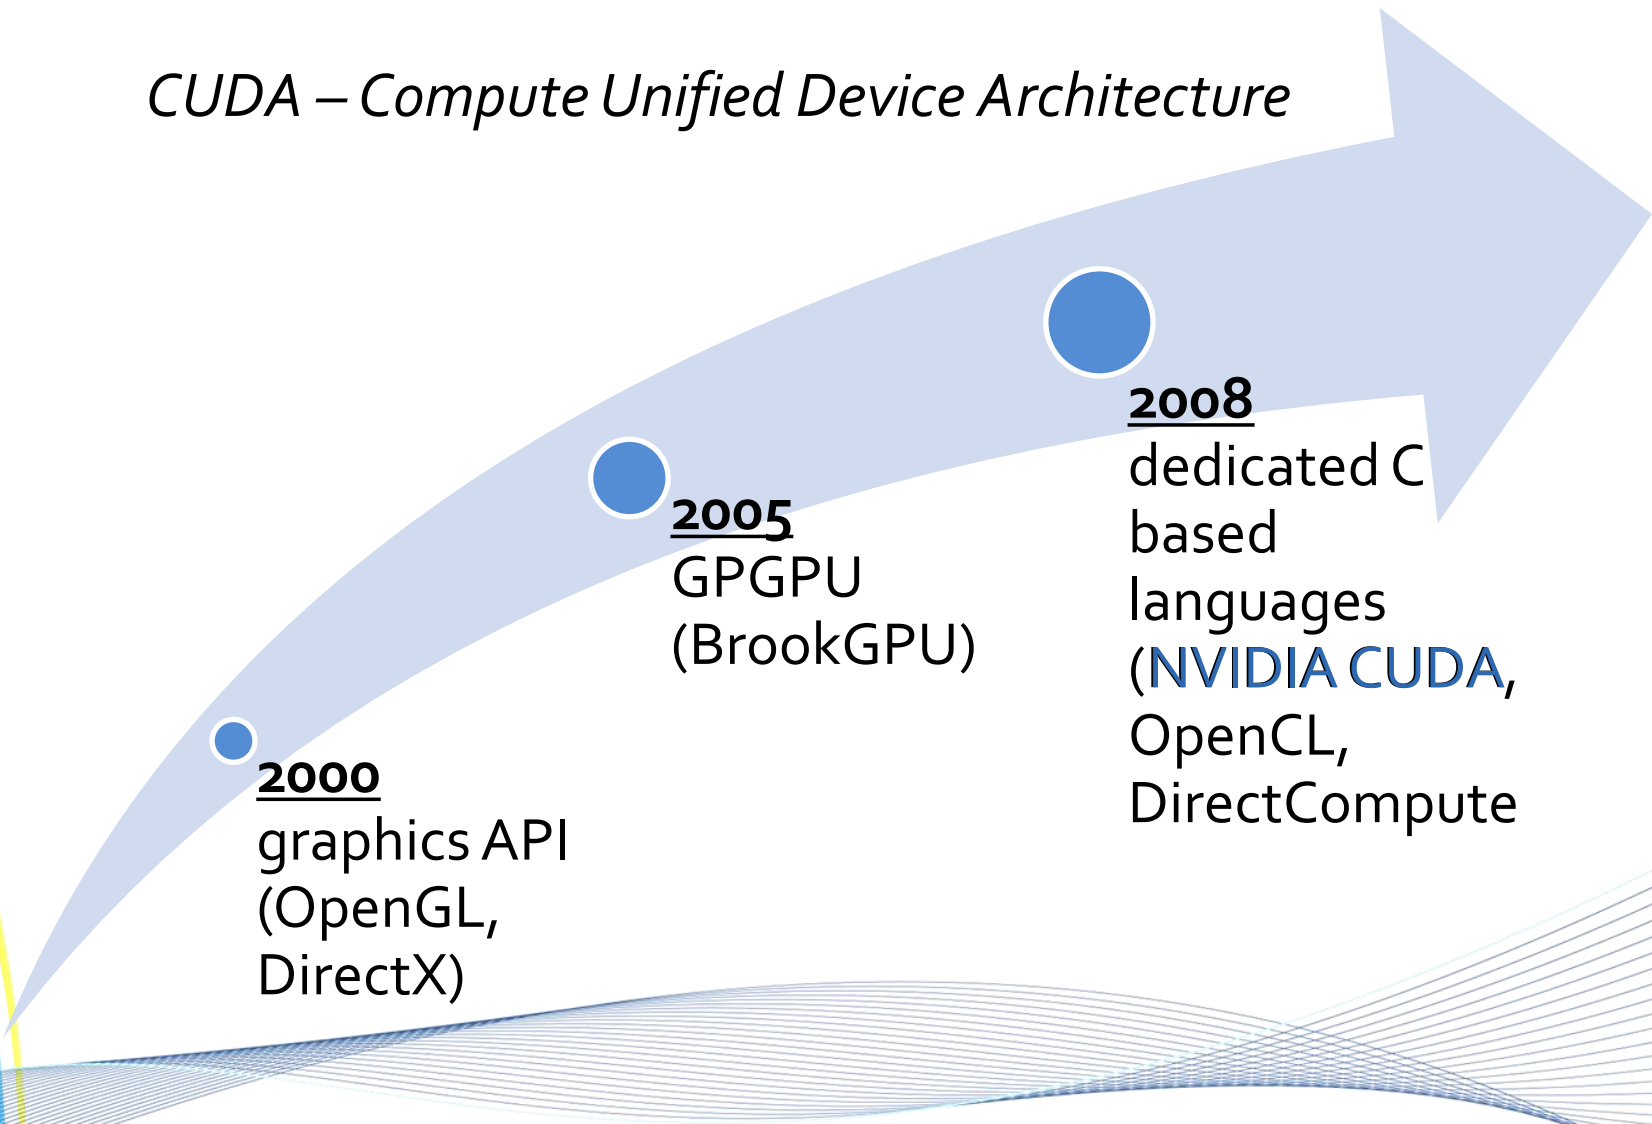 CUDA – Compute Unified Device Architecture
2000
graphics API
(OpenGL,
DirectX)
2005
GPGPU
(BrookGPU)
2008
dedicated C
based
languages
(NVIDIA CUDA,
OpenCL,
DirectCompute